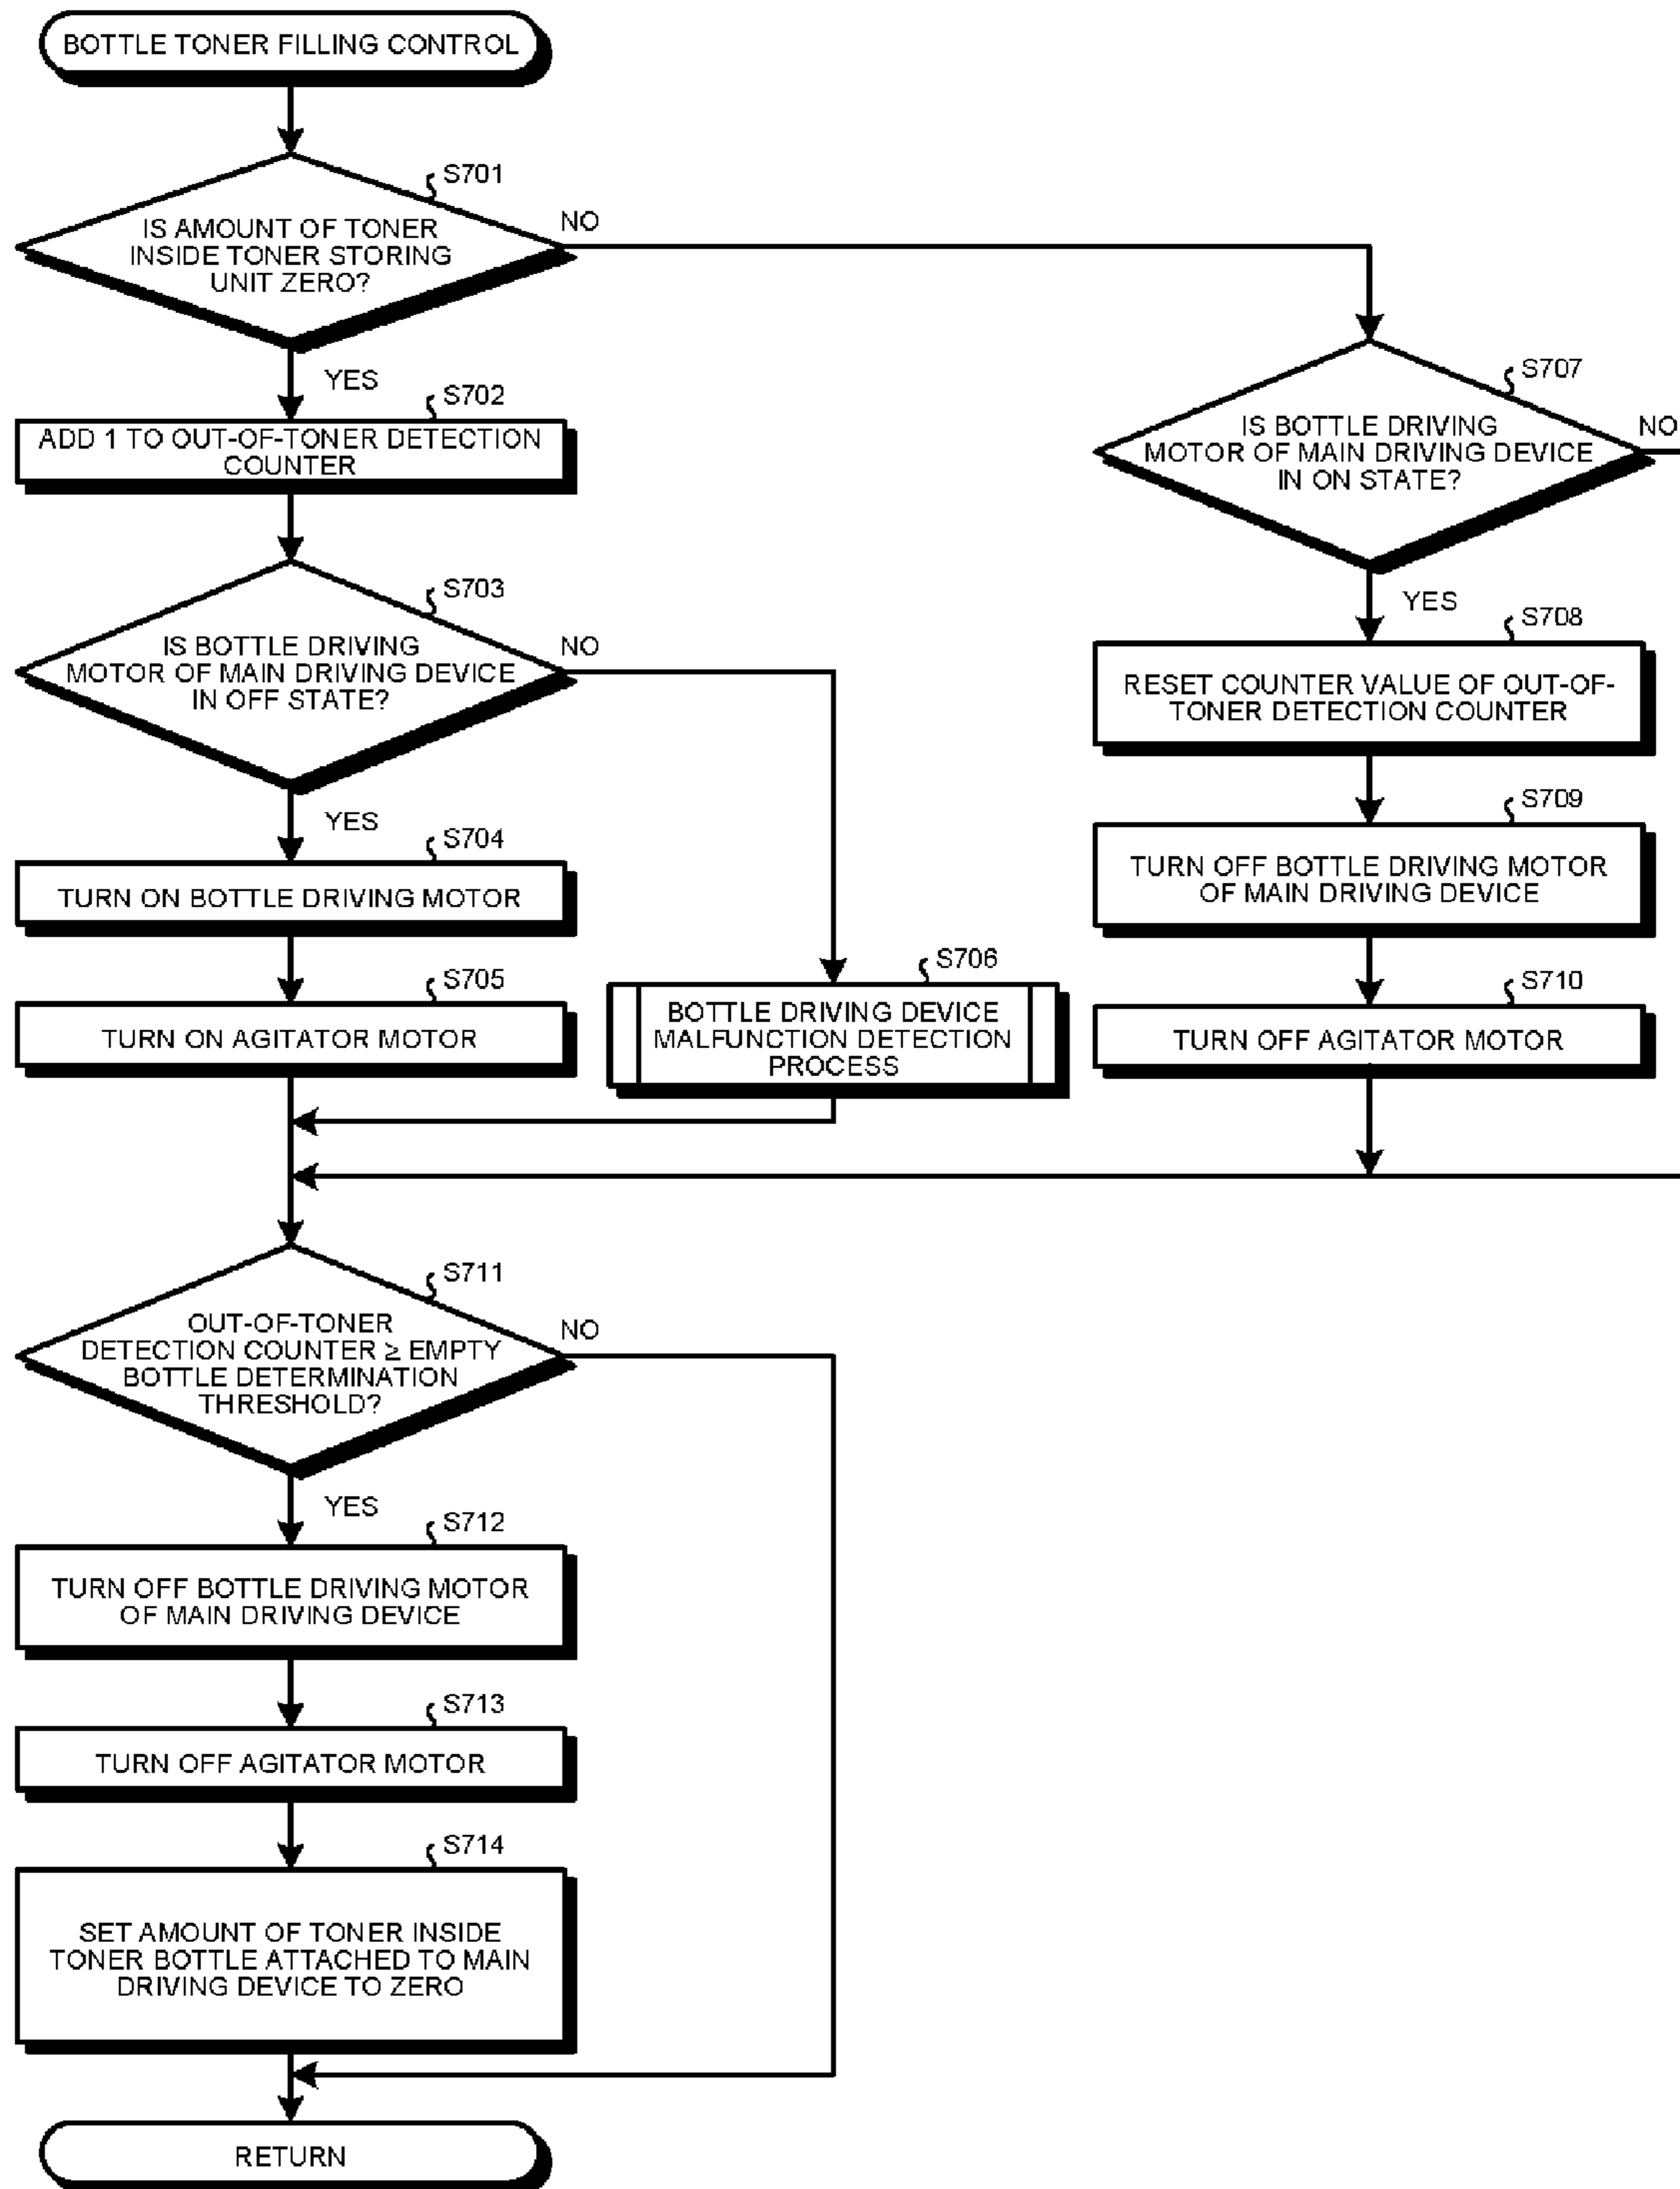 BOTTLE TONER FILLING CONTROL
S701
IS AMOUNT OF TONER
INSIDE TONER STORING
UNIT ZERO?
NO
YES
S702
ADD 1 TO OUT-OF-TONER DETECTION
COUNTER
S703
IS BOTTLE DRIVING
MOTOR OF MAIN DRIVING DEVICE
IN OFF STATE?
NO
YES
S704
TURN ON BOTTLE DRIVING MOTOR
S705
TURN ON AGITATOR MOTOR
S706
BOTTLE DRIVING DEVICE
MALFUNCTION DETECTION
PROCESS
S707
IS BOTTLE DRIVING
MOTOR OF MAIN DRIVING DEVICE
IN ON STATE?
NO
YES
S708
RESET COUNTER VALUE OF OUT-OF-
TONER DETECTION COUNTER
S709
TURN OFF BOTTLE DRIVING MOTOR
OF MAIN DRIVING DEVICE
S710
TURN OFF AGITATOR MOTOR
S711
OUT-OF-TONER
DETECTION COUNTER ≥ EMPTY
BOTTLE DETERMINATION
THRESHOLD?
NO
YES
S712
TURN OFF BOTTLE DRIVING MOTOR
OF MAIN DRIVING DEVICE
S713
TURN OFF AGITATOR MOTOR
S714
SET AMOUNT OF TONER INSIDE
TONER BOTTLE ATTACHED TO MAIN
DRIVING DEVICE TO ZERO
RETURN